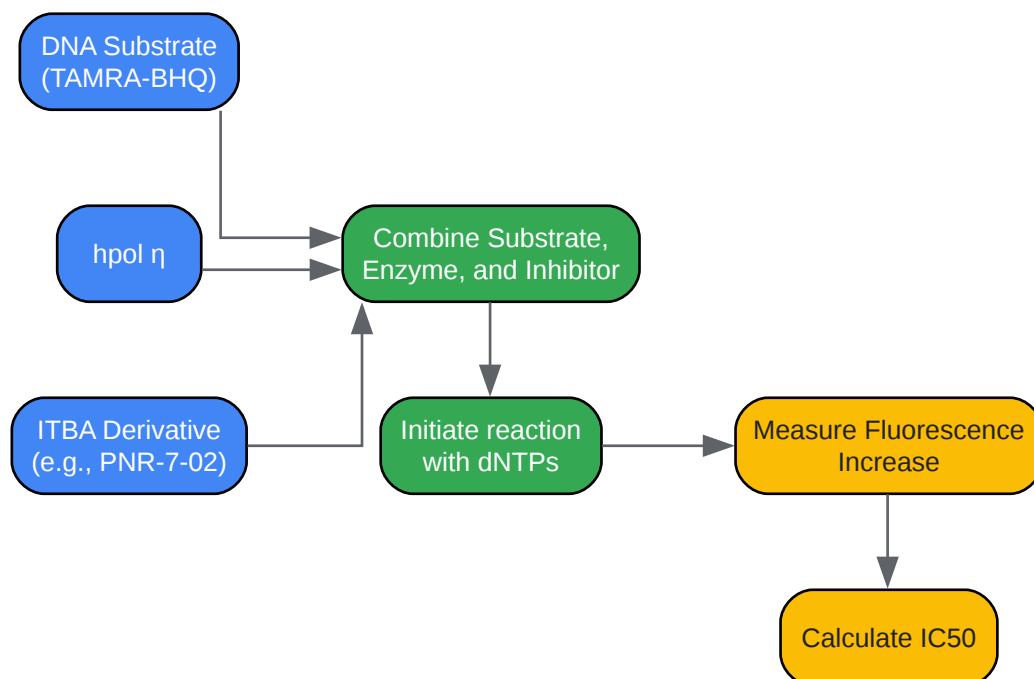 DNA Substrate
(TAMRA-BHQ)
hpol η
Combine Substrate,
Enzyme, and Inhibitor
ITBA Derivative
(e.g., PNR-7-02)
Initiate reaction
with dNTPs
Measure Fluorescence
Increase
Calculate IC50